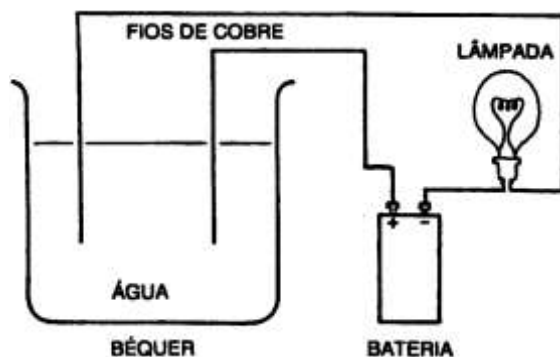 FIOS DE COBRE
LÂMPADA
+ -
ÁGUA
BÉQUER
BATERIA